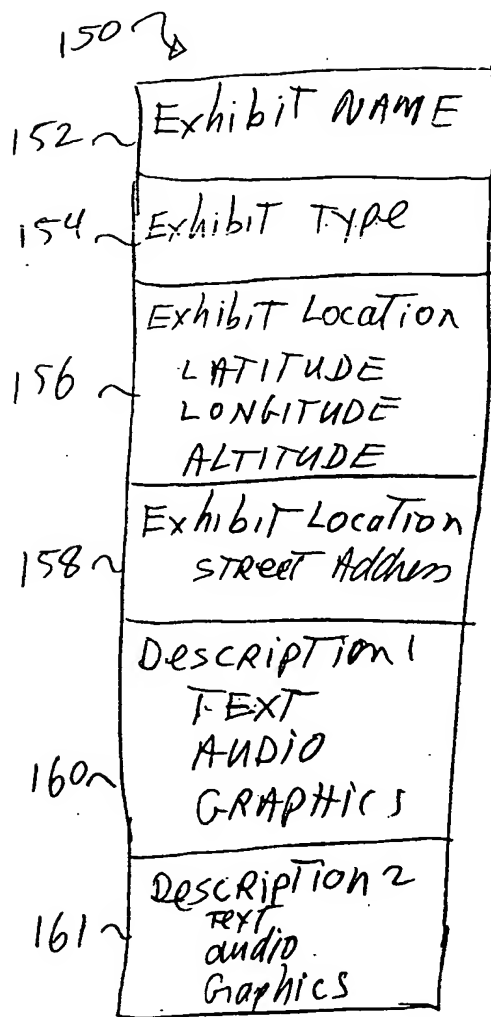 150
152 Exhibit NAME
154 Exhibit Type
Exhibit Location
LATITUDE
156 LONGITUDE
ALTITUDE
Exhibit Location
158 STREET Address
Description 1
TEXT
AUDIO
160 GRAPHICS
Description 2
Text
161 audio
Graphics